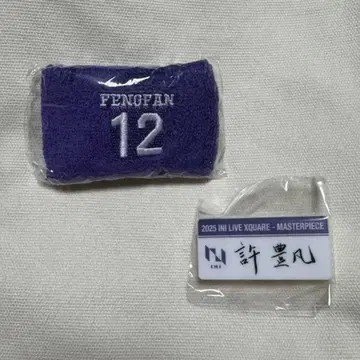 FENGFAN
12
2025 INI LIVE XQUARE - MASTERPIECE
INI
許豊凡